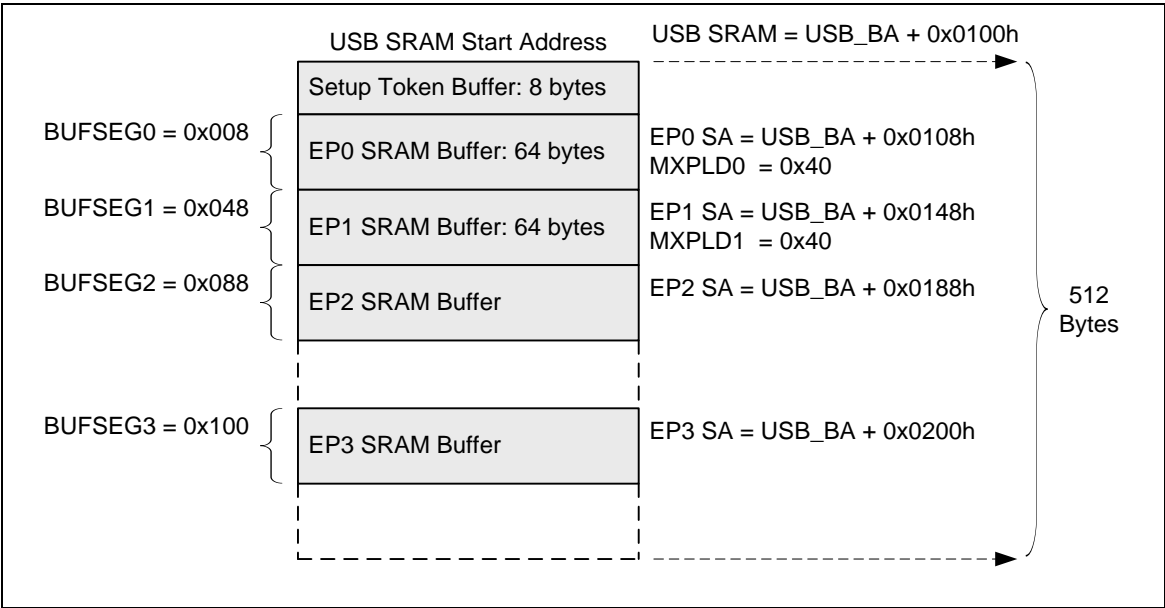 USB SRAM Start Address
USB SRAM = USB_BA + 0x0100h
Setup Token Buffer: 8 bytes
BUFSEG0 = 0x008
EP0 SRAM Buffer: 64 bytes
EP0 SA = USB_BA + 0x0108h
MXPLD0 = 0x40
BUFSEG1 = 0x048
EP1 SRAM Buffer: 64 bytes
EP1 SA = USB_BA + 0x0148h
MXPLD1 = 0x40
BUFSEG2 = 0x088
EP2 SRAM Buffer
EP2 SA = USB_BA + 0x0188h
512
Bytes
BUFSEG3 = 0x100
EP3 SRAM Buffer
EP3 SA = USB_BA + 0x0200h